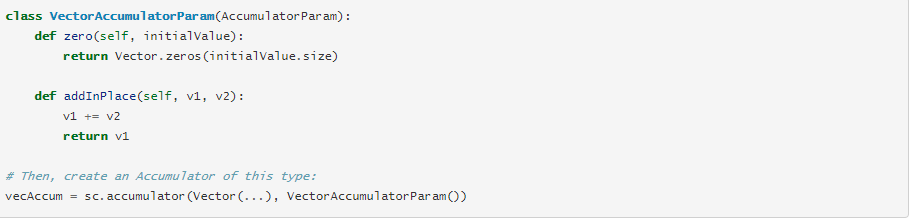 class VectorAccumulatorParam(AccumulatorParam):
    def zero(self, initialValue):
        return Vector.zeros(initialValue.size)

    def addInPlace(self, v1, v2):
        v1 += v2
        return v1

# Then, create an Accumulator of this type:
vecAccum = sc.accumulator(Vector(...), VectorAccumulatorParam())